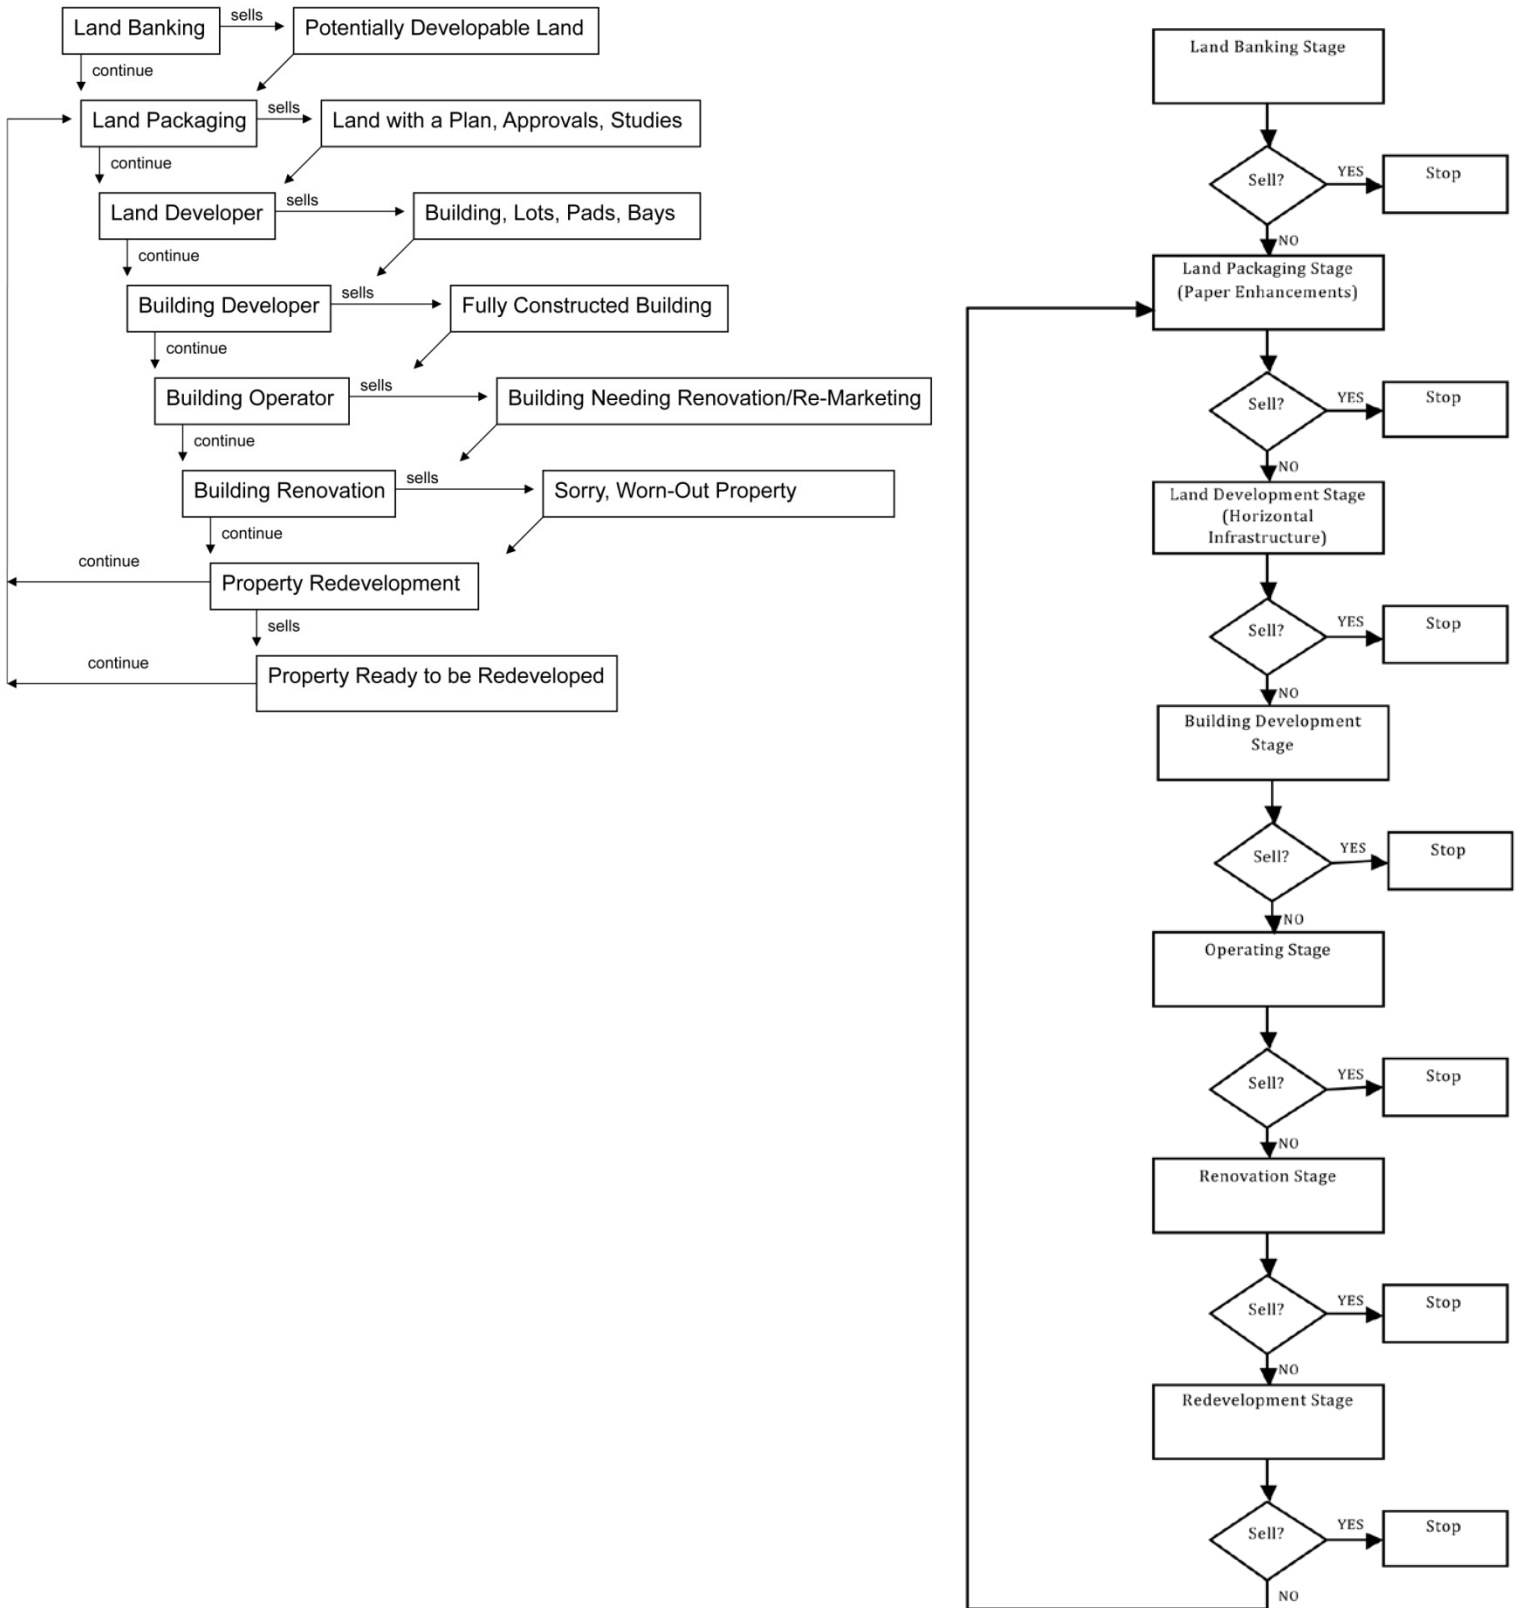 Land Banking
sells
Potentially Developable Land
continue
Land Packaging
sells
Land with a Plan, Approvals, Studies
continue
Land Developer
sells
Building, Lots, Pads, Bays
continue
Building Developer
sells
Fully Constructed Building
continue
Building Operator
sells
Building Needing Renovation/Re-Marketing
continue
Building Renovation
sells
Sorry, Worn-Out Property
continue
continue
Property Redevelopment
sells
continue
Property Ready to be Redeveloped
Land Banking Stage
Sell?
YES
Stop
NO
Land Packaging Stage
(Paper Enhancements)
Sell?
YES
Stop
NO
Land Development Stage
(Horizontal
Infrastructure)
Sell?
YES
Stop
NO
Building Development
Stage
Sell?
YES
Stop
NO
Operating Stage
Sell?
YES
Stop
NO
Renovation Stage
Sell?
YES
Stop
NO
Redevelopment Stage
Sell?
YES
Stop
NO